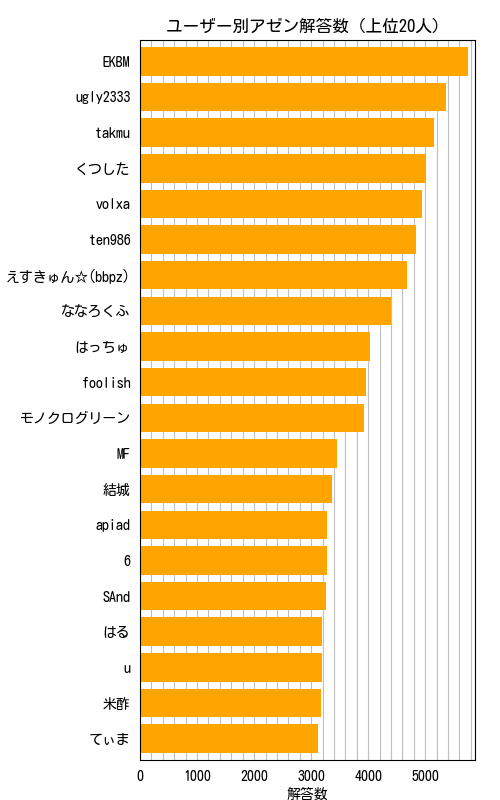 ユーザー別アゼン解答数 (上位20人)
EKBM
ugly2333
takmu
くつした
volxa
ten986
えすきゅん☆(bbpz)
ななろくふ
はっちゅ
foolish
モノクログリーン
MF
結城
apiad
6
SAnd
はる
u
米酢
てぃま
0 1000 2000 3000 4000 5000
解答数